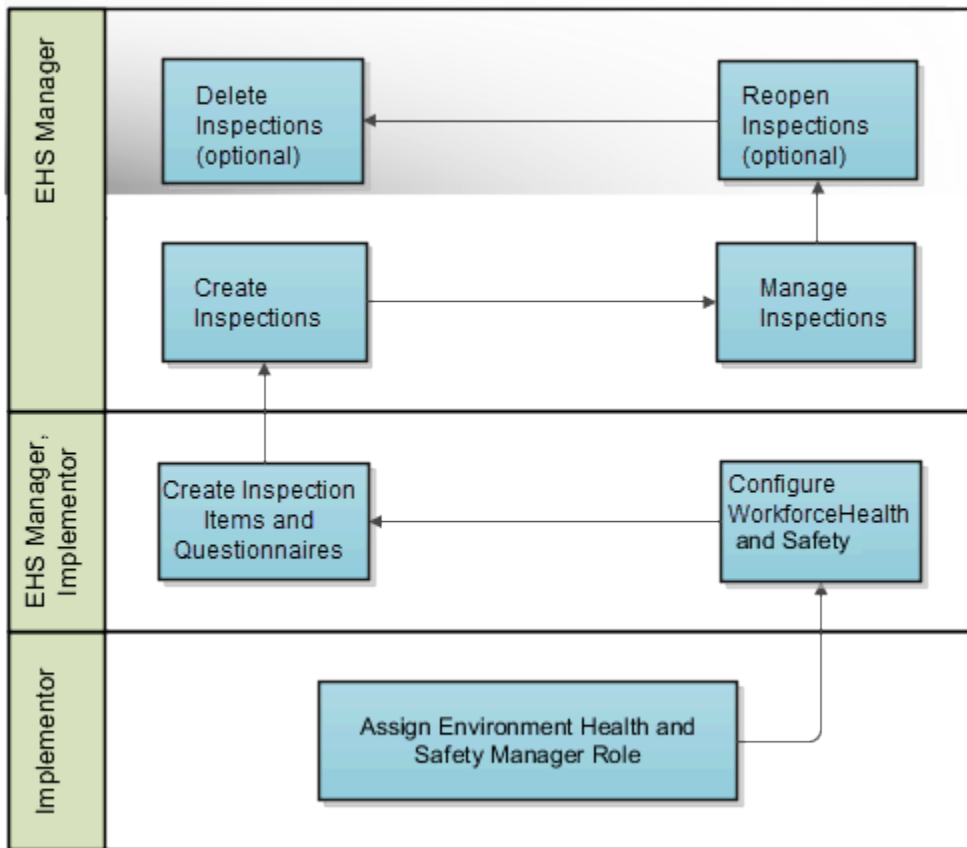 EHS Manager
Delete
Inspections
(optional)
Reopen
Inspections
(optional)
Create
Inspections
Manage
Inspections
EHS Manager,
Implementor
Create Inspection
Items and
Questionnaires
Configure
WorkforceHealth
and Safety
Implementor
Assign Environment Health and
Safety Manager Role